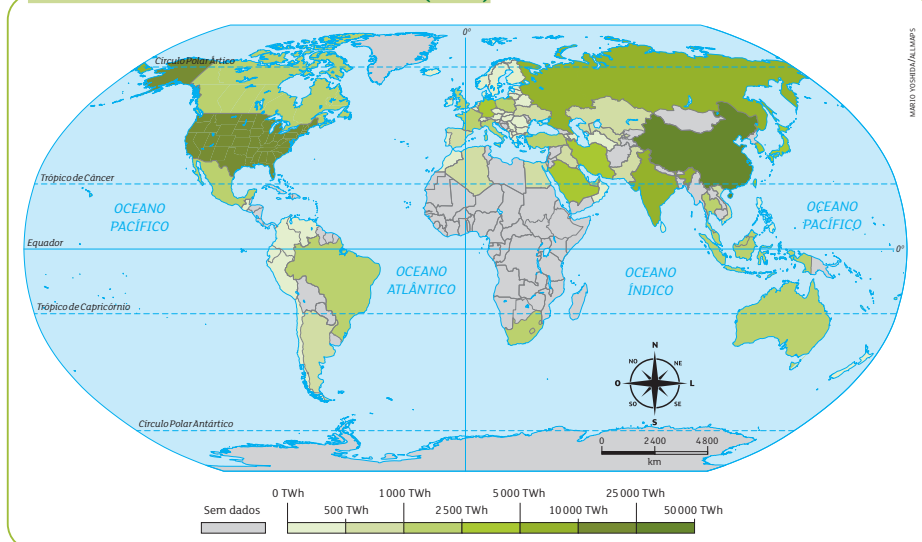 MARIO YOSHIDA/ALLMAPS
0°
Círculo Polar Ártico
Trópico de Câncer
OCEANO
PACÍFICO
OCEANO
PACÍFICO
Equador
0°
OCEANO
ATLÂNTICO
OCEANO
ÍNDICO
Trópico de Capricórnio
N
NO
NE
O
L
SO
SE
S
Círculo Polar Antártico
0 2 400 4 800
km
0 TWh 1 000 TWh 5 000 TWh 25 000 TWh
Sem dados 500 TWh 2 500 TWh 10 000 TWh 50 000 TWh